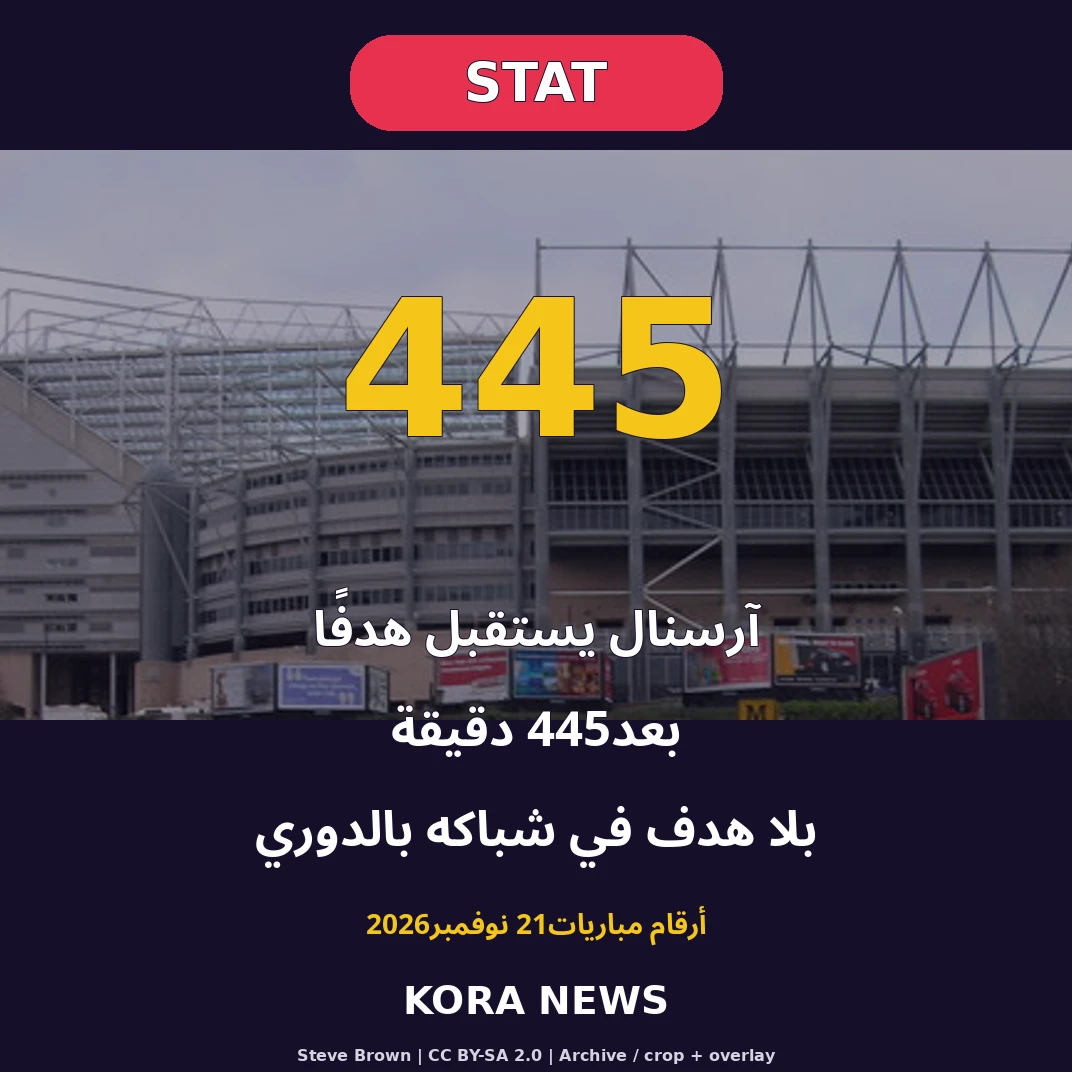 STAT
445
آرسنال يستقبل هدفًا
بعد445 دقيقة
بلا هدف في شباكه بالدوري
M
أرقام مباريات21 نوفمبر2026
KORA NEWS
Steve Brown | CC BY-SA 2.0 | Archive / crop + overlay